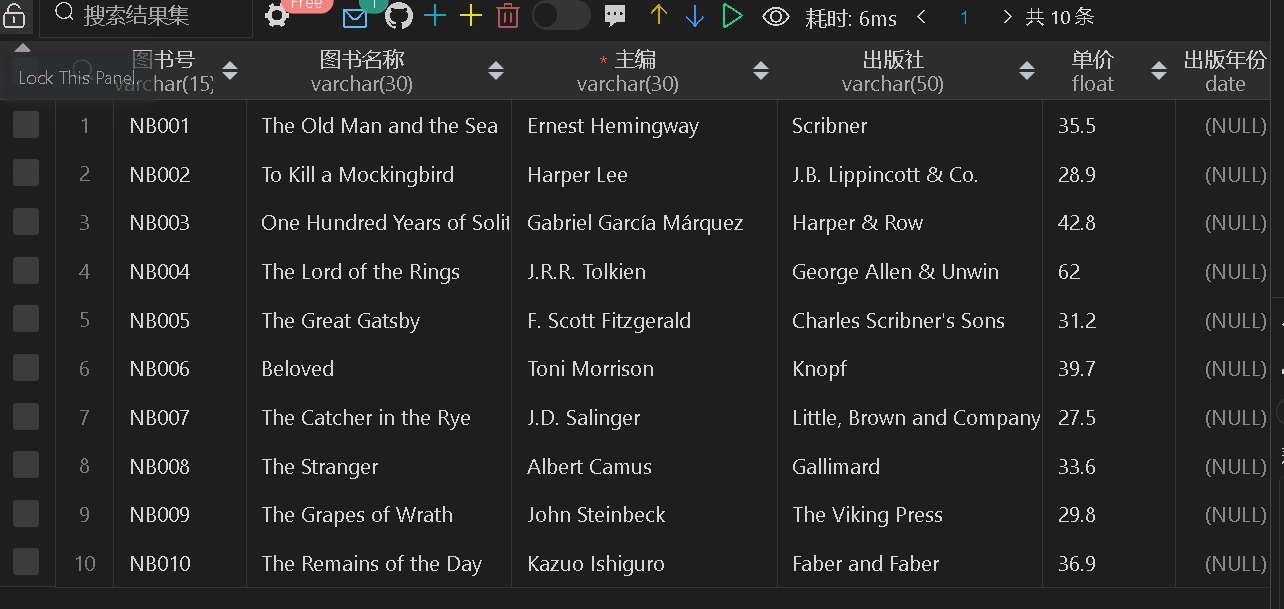 搜索结果集 Free 1 耗时: 6ms 1 共 10 条
图书号 图书名称 * 主编 出版社 单价 出版年份
Lock This Panel varchar(15) varchar(30) varchar(30) varchar(50) float date
1 NB001 The Old Man and the Sea Ernest Hemingway Scribner 35.5 (NULL)
2 NB002 To Kill a Mockingbird Harper Lee J.B. Lippincott & Co. 28.9 (NULL)
3 NB003 One Hundred Years of Solit Gabriel García Márquez Harper & Row 42.8 (NULL)
4 NB004 The Lord of the Rings J.R.R. Tolkien George Allen & Unwin 62 (NULL)
5 NB005 The Great Gatsby F. Scott Fitzgerald Charles Scribner's Sons 31.2 (NULL)
6 NB006 Beloved Toni Morrison Knopf 39.7 (NULL)
7 NB007 The Catcher in the Rye J.D. Salinger Little, Brown and Company 27.5 (NULL)
8 NB008 The Stranger Albert Camus Gallimard 33.6 (NULL)
9 NB009 The Grapes of Wrath John Steinbeck The Viking Press 29.8 (NULL)
10 NB010 The Remains of the Day Kazuo Ishiguro Faber and Faber 36.9 (NULL)